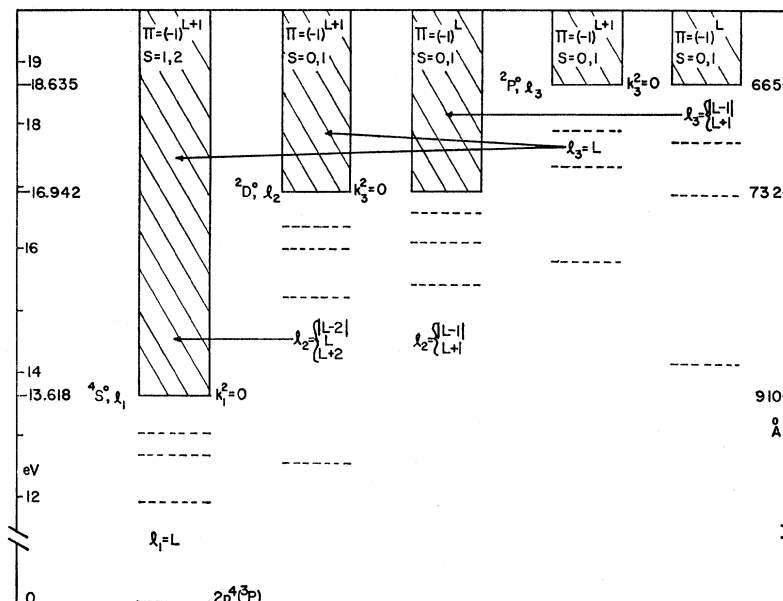 Π=(-1)^{L+1} Π=(-1)^{L+1} Π=(-1)^{L} Π=(-1)^{L+1} Π=(-1)^{L}
S=1,2 S=0,1 S=0,1 S=0,1 S=0,1
19
18.635 ²P°, ℓ₃ k₃²=0 665
18 ℓ₃={|L-1| L+1
ℓ₃=L
16.942 ²D°, ℓ₂ k₃²=0 732
16
ℓ₂={|L-2| L L+2 ℓ₂={|L-1| L+1
14
13.618 ⁴S°, ℓ₁ k₁²=0 910
Å
eV
12
ℓ₁=L
0 2p⁴(³P)